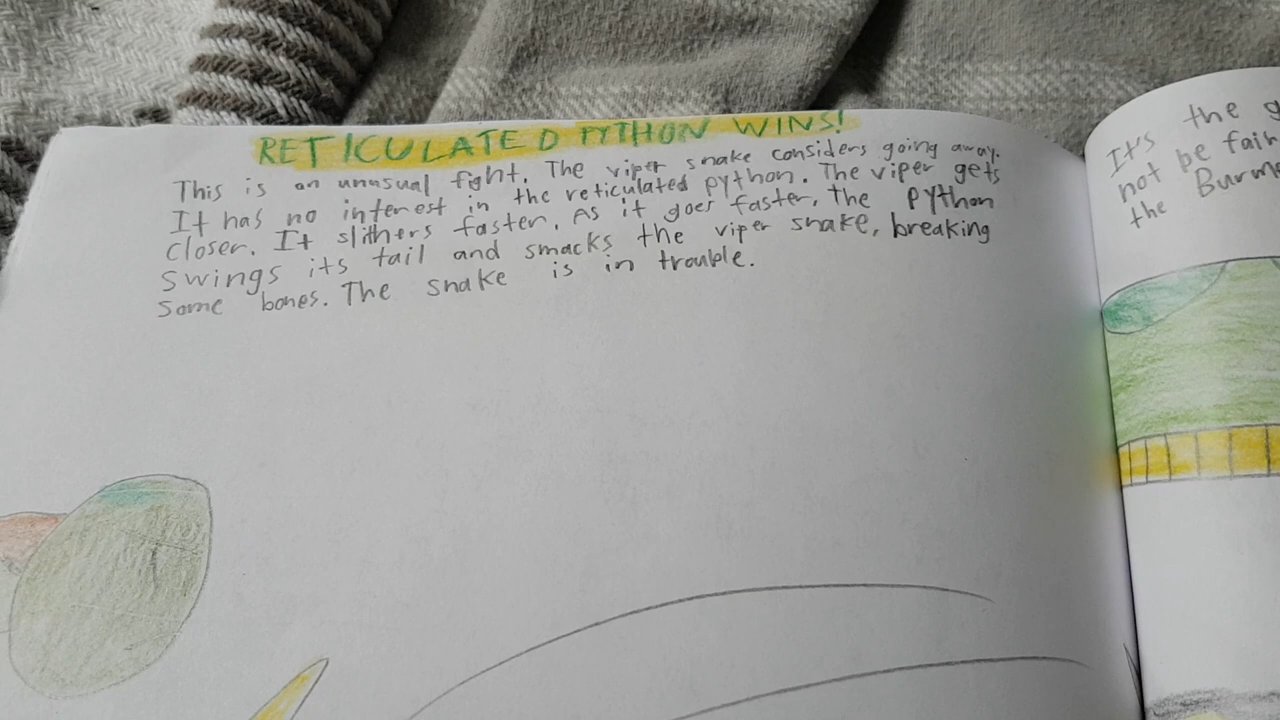 RETICULATED PYTHON WINS!
This is an unusual fight. The viper snake considers going away.
It has no interest in the reticulated python. The viper gets
closer. It slithers faster. As it goes faster, the python
swings its tail and smacks the viper snake, breaking
some bones. The snake is in trouble.
It's the
not be fair
the